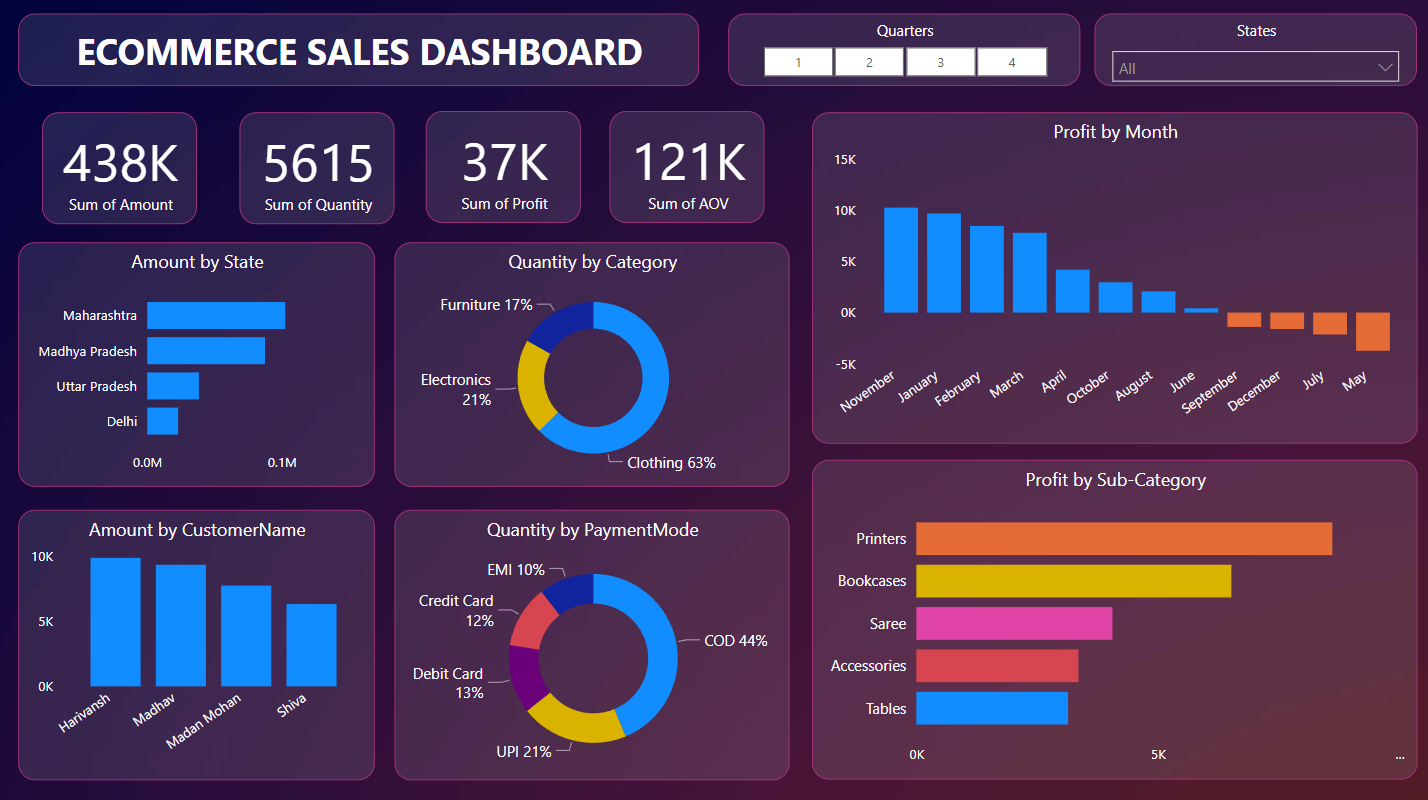 ECOMMERCE SALES DASHBOARD
Quarters
1 2 3 4
States
All
438K
Sum of Amount
5615
Sum of Quantity
37K
Sum of Profit
121K
Sum of AOV
Amount by State
Maharashtra
Madhya Pradesh
Uttar Pradesh
Delhi
0.0M 0.1M
Quantity by Category
Furniture 17%
Electronics
21%
Clothing 63%
Profit by Month
15K
10K
5K
0K
-5K
November January February March April October August June September December July May
Amount by CustomerName
10K
5K
0K
Harivansh Madhav Madan Mohan Shiva
Quantity by PaymentMode
EMI 10%
Credit Card
12%
COD 44%
Debit Card
13%
UPI 21%
Profit by Sub-Category
Printers
Bookcases
Saree
Accessories
Tables
0K 5K ...